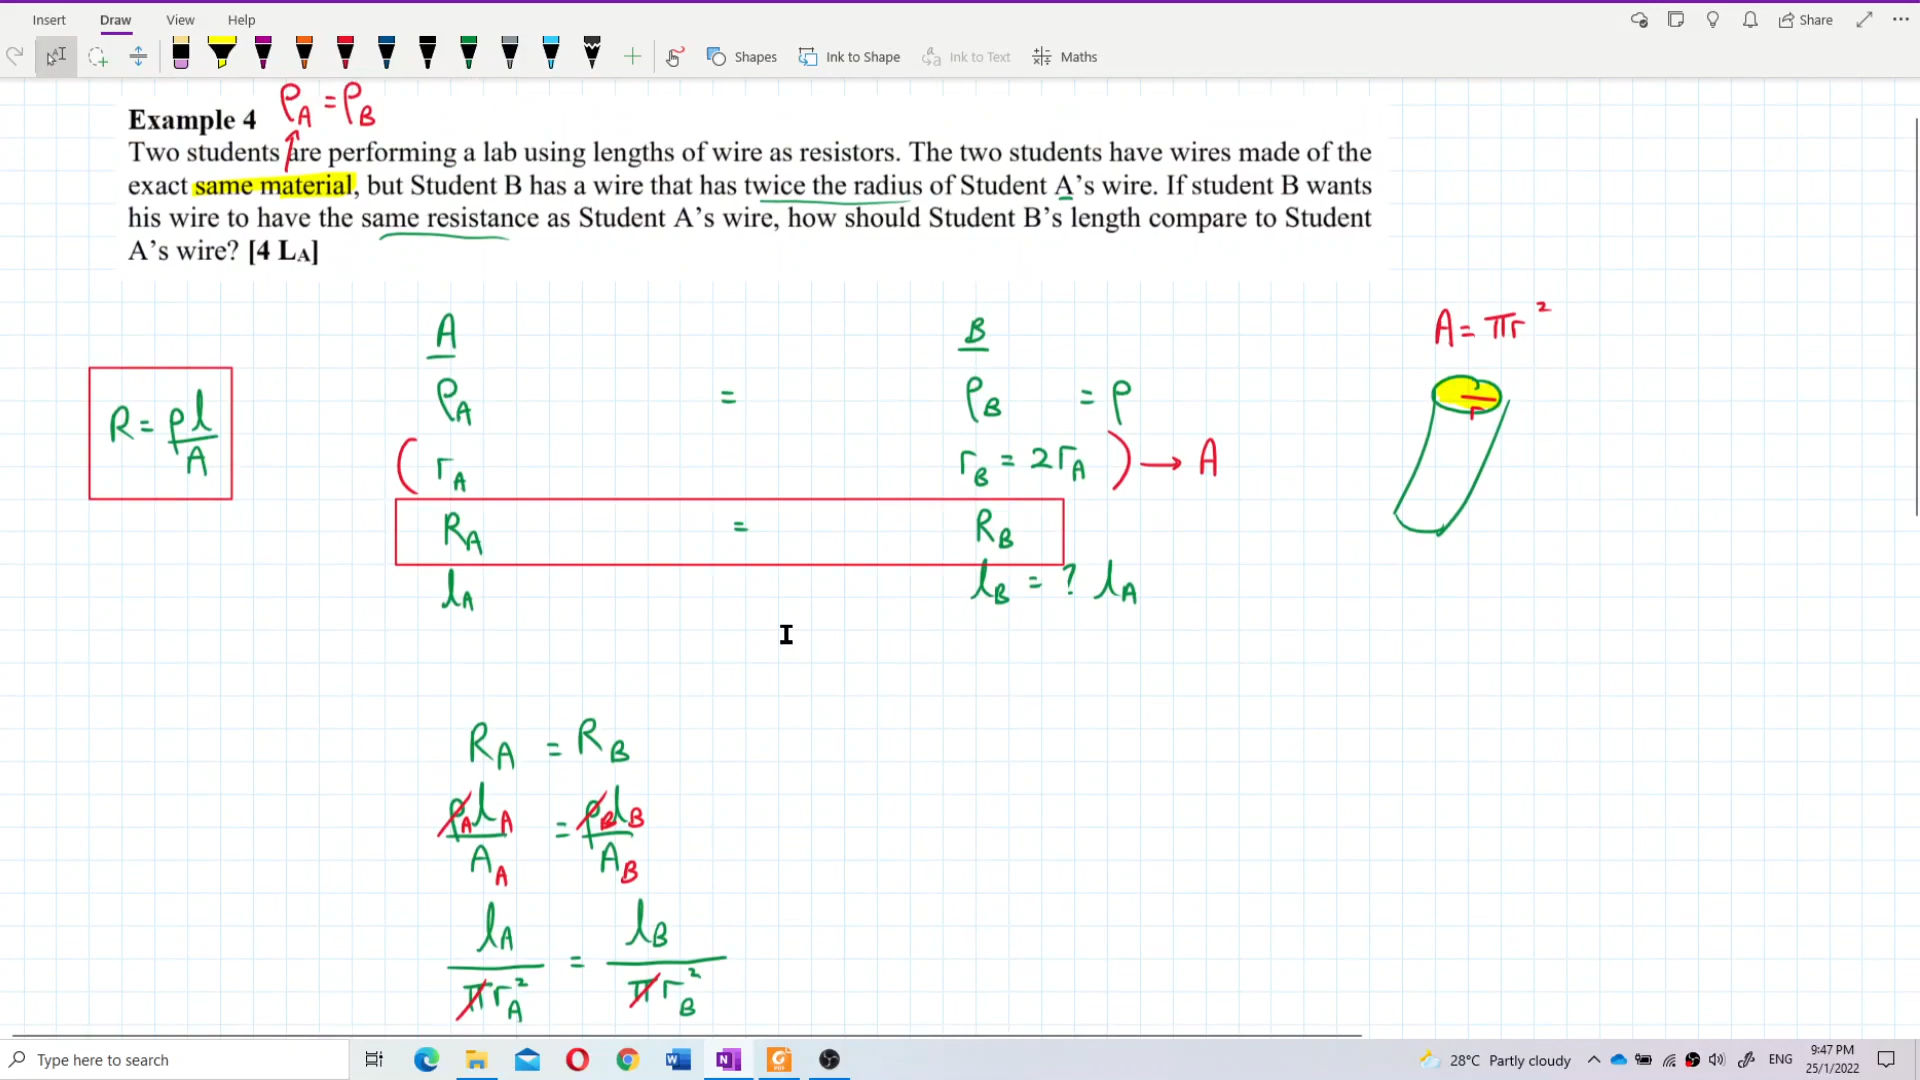 Insert Draw View Help
Share
Shapes Ink to Shape Ink to Text Maths
Example 4 ρA = ρB
Two students are performing a lab using lengths of wire as resistors. The two students have wires made of the
exact same material, but Student B has a wire that has twice the radius of Student A's wire. If student B wants
his wire to have the same resistance as Student A's wire, how should Student B's length compare to Student
A's wire? [4 LA]
A B A = πr²
R = ρl/A
ρA = ρB = ρ
r
( rA rB = 2rA ) → A
RA = RB
lA lB = ? lA
RA = RB
ρAlA/AA = ρBlB/AB
lA/πrA² = lB/πrB²
Type here to search
28°C Partly cloudy
ENG
9:47 PM
25/1/2022